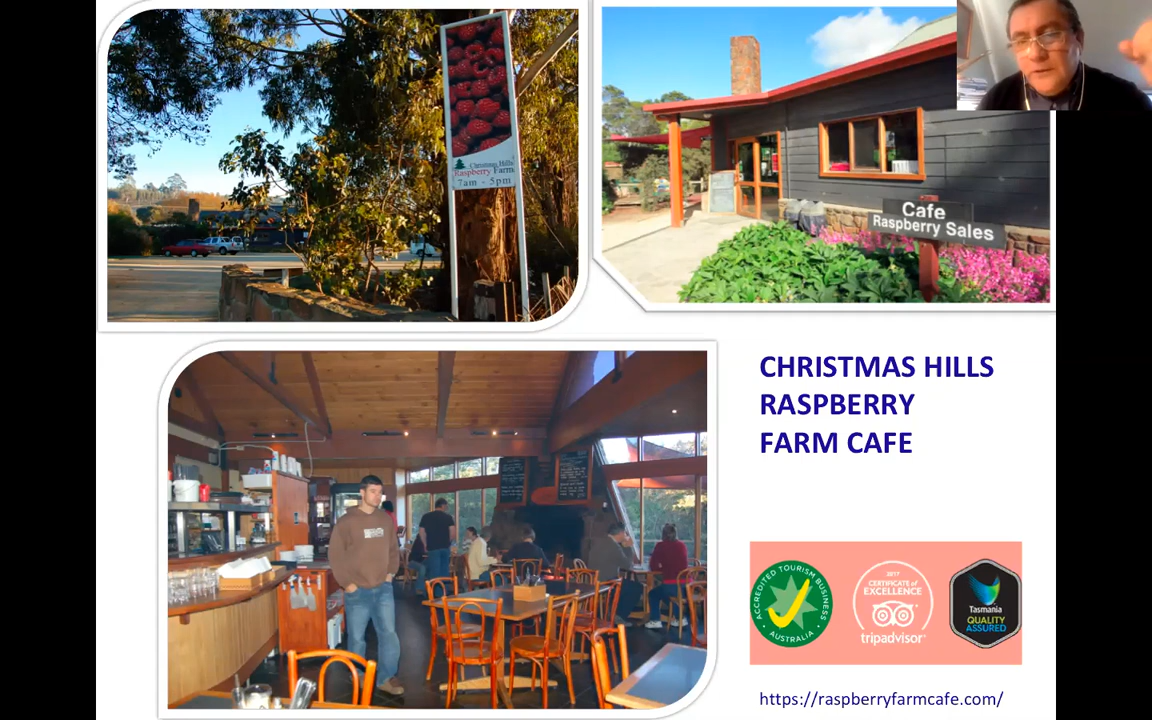 Christmas Hills
Raspberry Farm
7am - 5pm
Cafe
Raspberry Sales
CHRISTMAS HILLS
RASPBERRY
FARM CAFE
ACCREDITED TOURISM BUSINESS
AUSTRALIA
2017
CERTIFICATE of
EXCELLENCE
tripadvisor
Tasmania
QUALITY
ASSURED
https://raspberryfarmcafe.com/